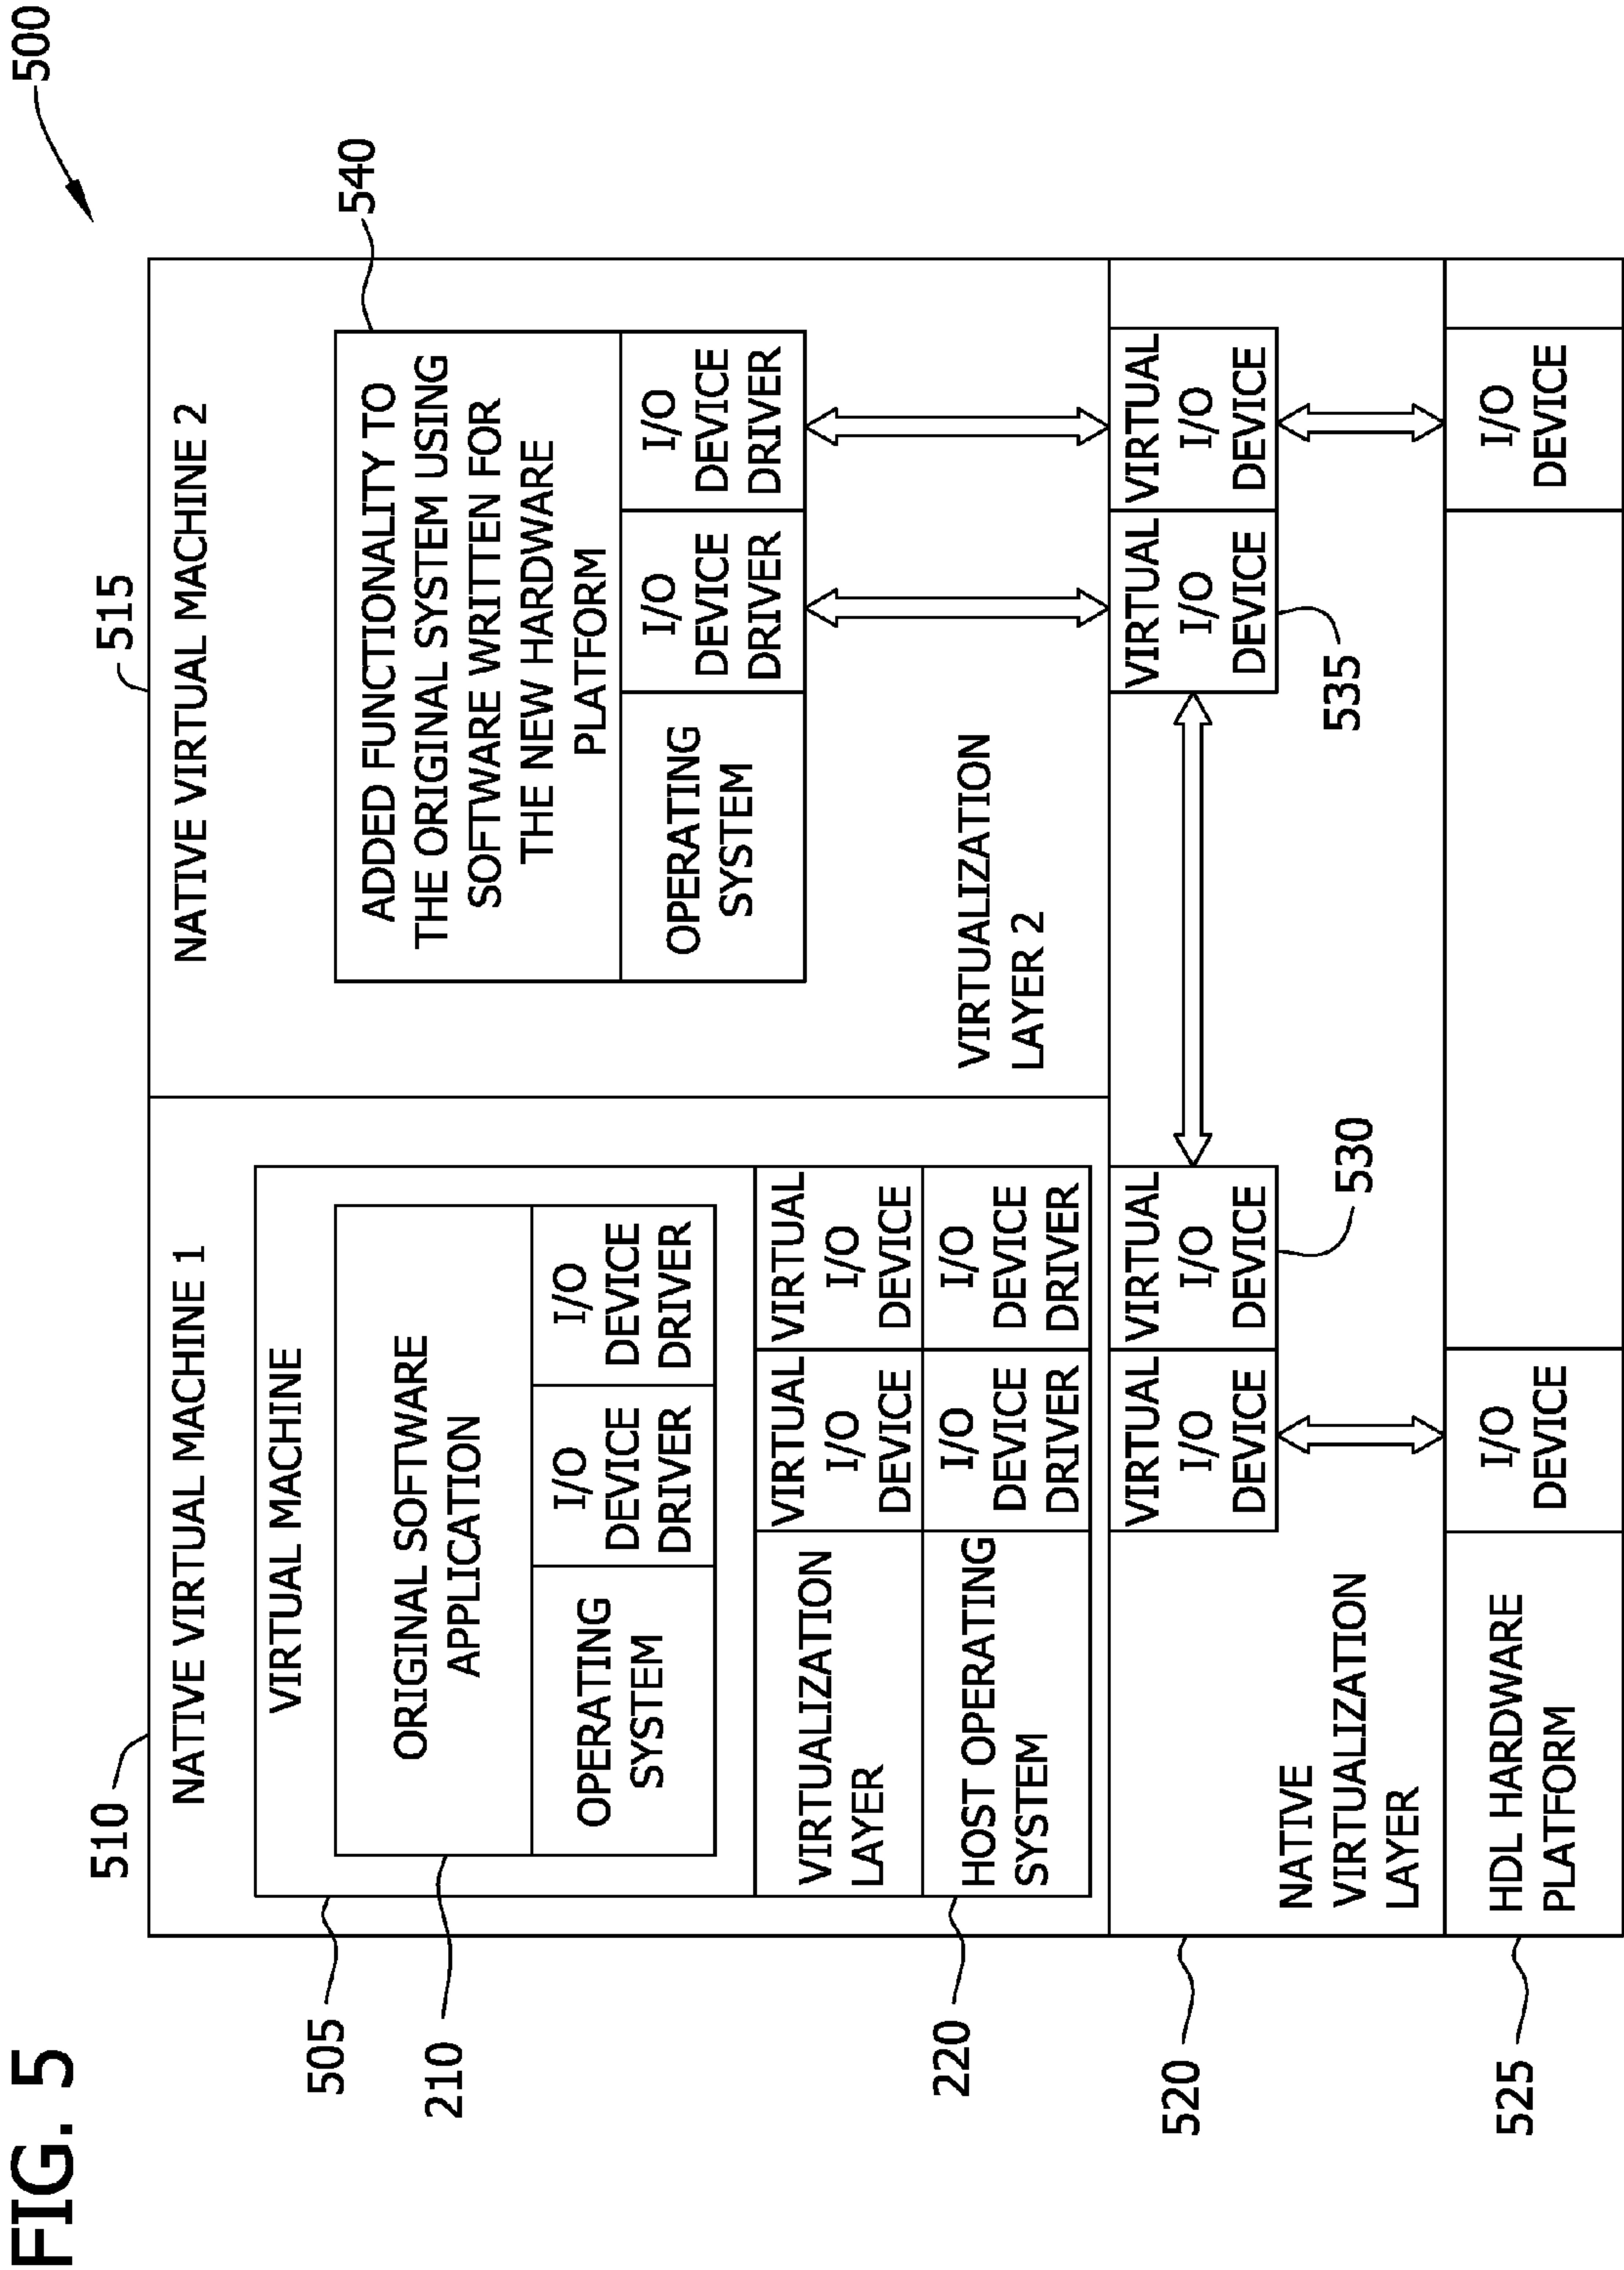 FIG. 5
500
510
515
NATIVE VIRTUAL MACHINE 1
NATIVE VIRTUAL MACHINE 2
505
VIRTUAL MACHINE
210
ORIGINAL SOFTWARE
APPLICATION
OPERATING
SYSTEM
I/O
DEVICE
DRIVER
I/O
DEVICE
DRIVER
VIRTUALIZATION
LAYER
VIRTUAL
I/O
DEVICE
VIRTUAL
I/O
DEVICE
220
HOST OPERATING
SYSTEM
I/O
DEVICE
DRIVER
I/O
DEVICE
DRIVER
540
ADDED FUNCTIONALITY TO
THE ORIGINAL SYSTEM USING
SOFTWARE WRITTEN FOR
THE NEW HARDWARE
PLATFORM
OPERATING
SYSTEM
I/O
DEVICE
DRIVER
I/O
DEVICE
DRIVER
VIRTUALIZATION
LAYER 2
520
NATIVE
VIRTUALIZATION
LAYER
VIRTUAL
I/O
DEVICE
VIRTUAL
I/O
DEVICE
530
VIRTUAL
I/O
DEVICE
535
VIRTUAL
I/O
DEVICE
525
HDL HARDWARE
PLATFORM
I/O
DEVICE
I/O
DEVICE